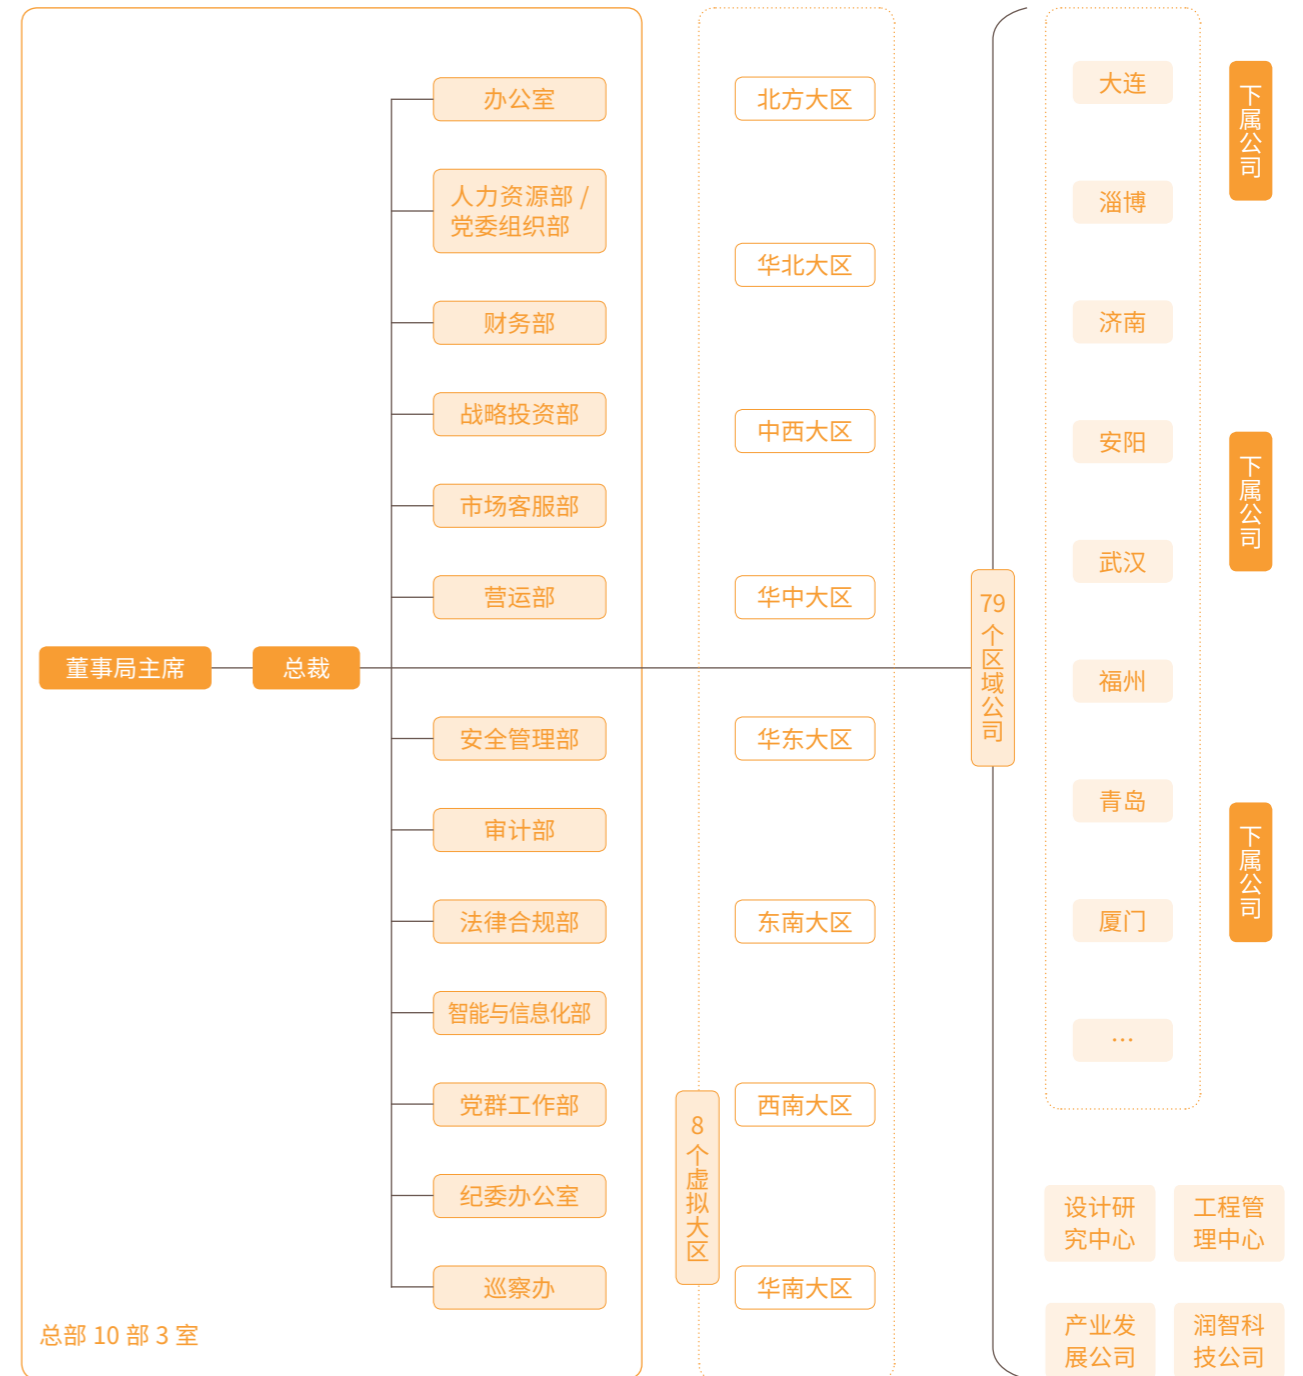 董事局主席
总裁
办公室
人力资源部 /
党委组织部
财务部
战略投资部
市场客服部
营运部
安全管理部
审计部
法律合规部
智能与信息化部
党群工作部
纪委办公室
巡察办
总部 10 部 3 室
8个虚拟大区
北方大区
华北大区
中西大区
华中大区
华东大区
东南大区
西南大区
华南大区
79个区域公司
大连
淄博
济南
安阳
武汉
福州
青岛
厦门
…
下属公司
下属公司
下属公司
设计研
究中心
工程管
理中心
产业发
展公司
润智科
技公司